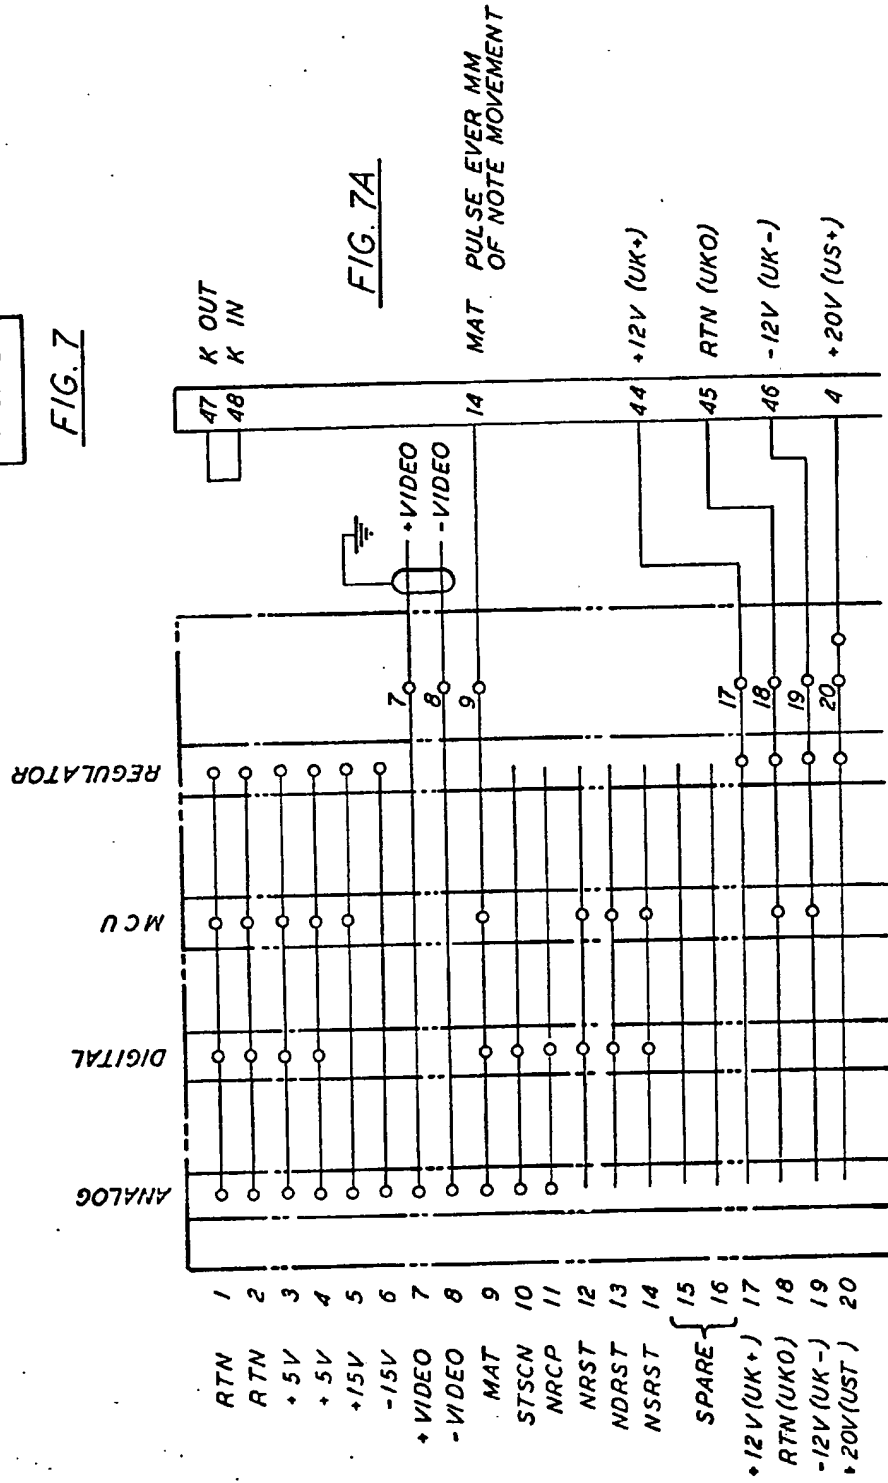 FIG. 7
47 K OUT
48 K IN
FIG. 7A
14 MAT PULSE EVER MM
OF NOTE MOVEMENT
44 +12V (UK+)
45 RTN (UKO)
46 -12V (UK-)
4 +20V (US+)
+VIDEO
-VIDEO
7
8
9
17
18
19
20
REGULATOR
MCU
DIGITAL
ANALOG
RTN 1
RTN 2
+5V 3
+5V 4
+15V 5
-15V 6
+VIDEO 7
-VIDEO 8
MAT 9
STSCN 10
NRCP 11
NRST 12
NDRST 13
NSRST 14
15
SPARE
16
+12V(UK+) 17
RTN(UKO) 18
-12V(UK-) 19
+20V(UST) 20